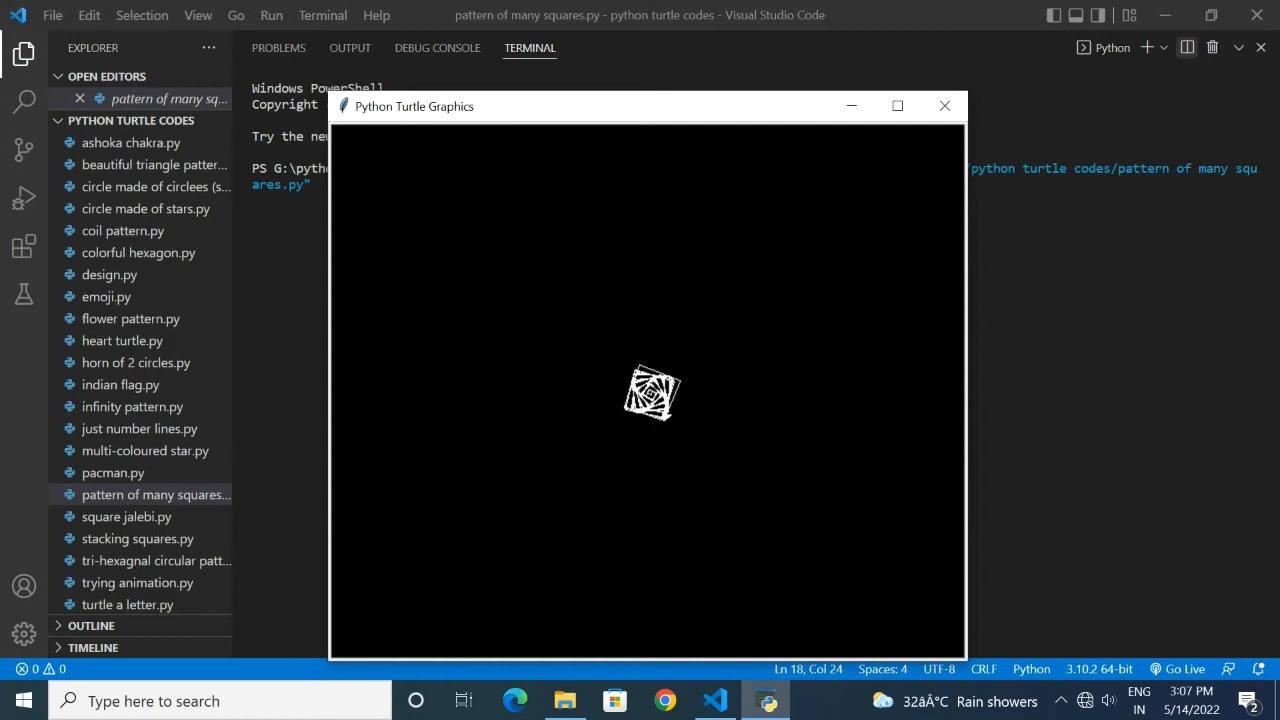 File Edit Selection View Go Run Terminal Help pattern of many squares.py - python turtle codes - Visual Studio Code
EXPLORER
PROBLEMS OUTPUT DEBUG CONSOLE TERMINAL
Python
OPEN EDITORS
pattern of many sq...
PYTHON TURTLE CODES
ashoka chakra.py
beautiful triangle patter...
circle made of circlees (s...
circle made of stars.py
coil pattern.py
colorful hexagon.py
design.py
emoji.py
flower pattern.py
heart turtle.py
horn of 2 circles.py
indian flag.py
infinity pattern.py
just number lines.py
multi-coloured star.py
pacman.py
pattern of many squares...
square jalebi.py
stacking squares.py
tri-hexagnal circular patt...
trying animation.py
turtle a letter.py
OUTLINE
TIMELINE
Windows PowerShell
Copyright
Try the new
PS G:\pytho /python turtle codes/pattern of many squ
ares.py"
Python Turtle Graphics
0 0 Ln 18, Col 24 Spaces: 4 UTF-8 CRLF Python 3.10.2 64-bit Go Live
Type here to search
32Â°C Rain showers
ENG
IN
3:07 PM
5/14/2022
2